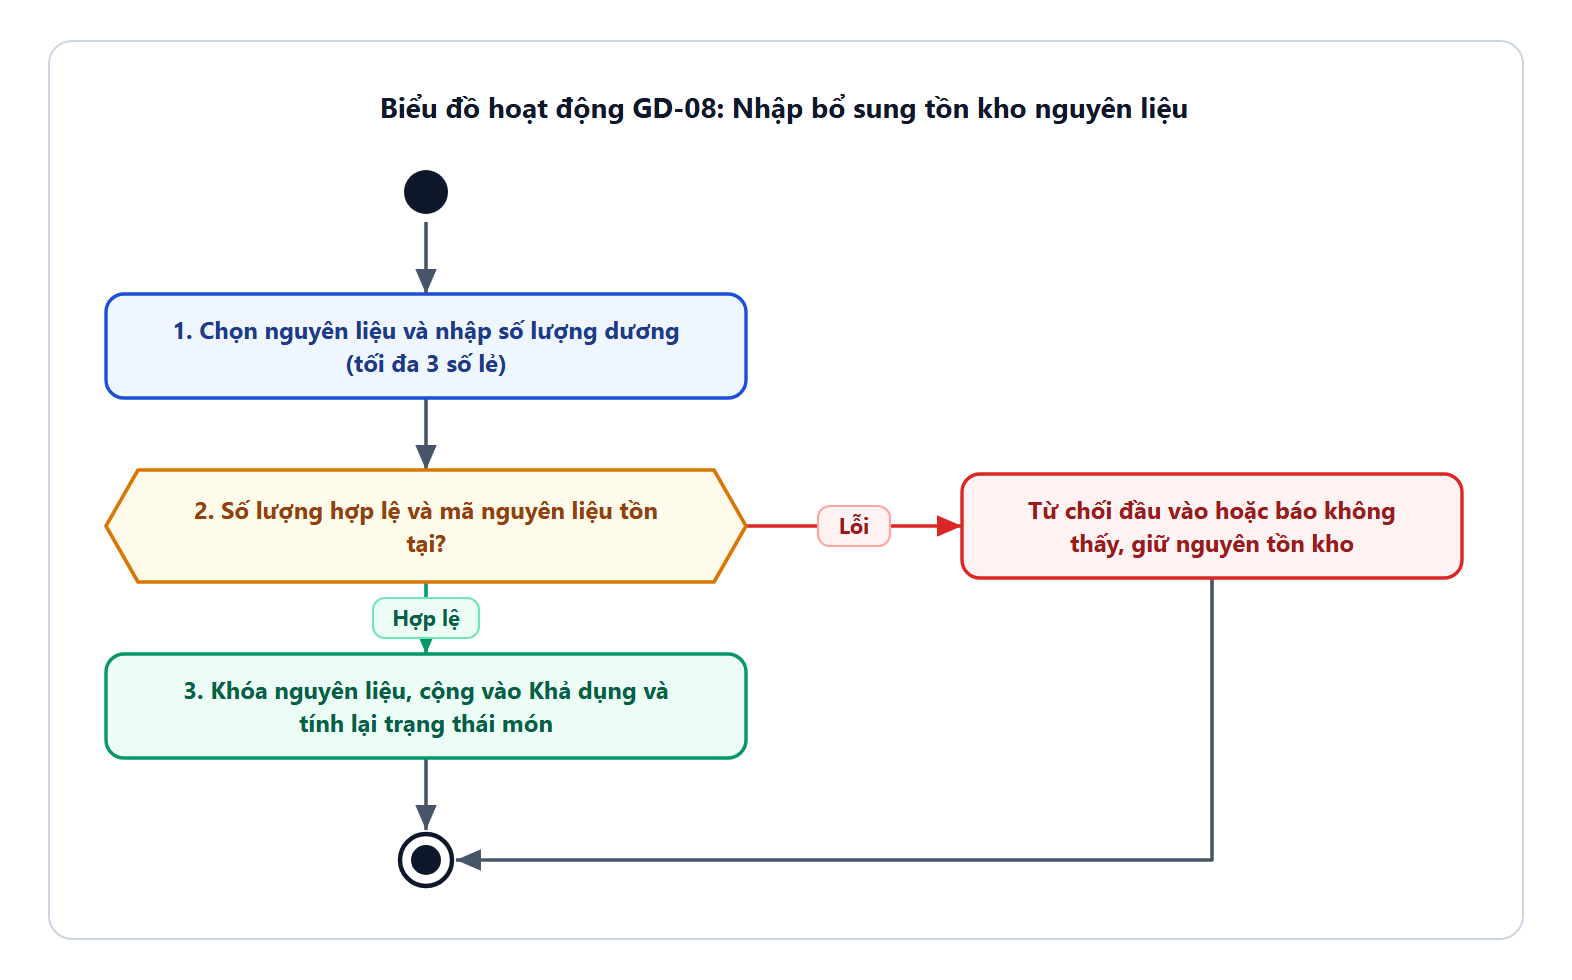 Biểu đồ hoạt động GD-08: Nhập bổ sung tồn kho nguyên liệu
1. Chọn nguyên liệu và nhập số lượng dương
(tối đa 3 số lẻ)
2. Số lượng hợp lệ và mã nguyên liệu tồn
tại?
Lỗi
Từ chối đầu vào hoặc báo không
thấy, giữ nguyên tồn kho
Hợp lệ
3. Khóa nguyên liệu, cộng vào Khả dụng và
tính lại trạng thái món